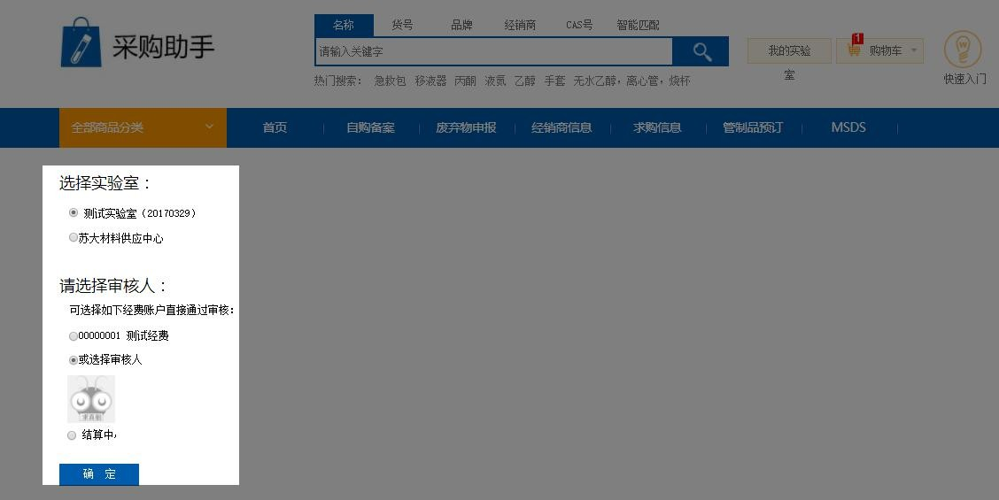 采购助手
名称 货号 品牌 经销商 CAS号 智能匹配
请输入关键字
热门搜索： 急救包 移液器 丙酮 液氮 乙醇 手套 无水乙醇，离心管，烧杯
我的实验室
1 购物车
快速入门
全部商品分类 首页 自购备案 废弃物申报 经销商信息 求购信息 管制品预订 MSDS
选择实验室：
测试实验室（20170329）
苏大材料供应中心
请选择审核人：
可选择如下经费账户直接通过审核：
00000001 测试经费
或选择审核人
结算中，
确 定